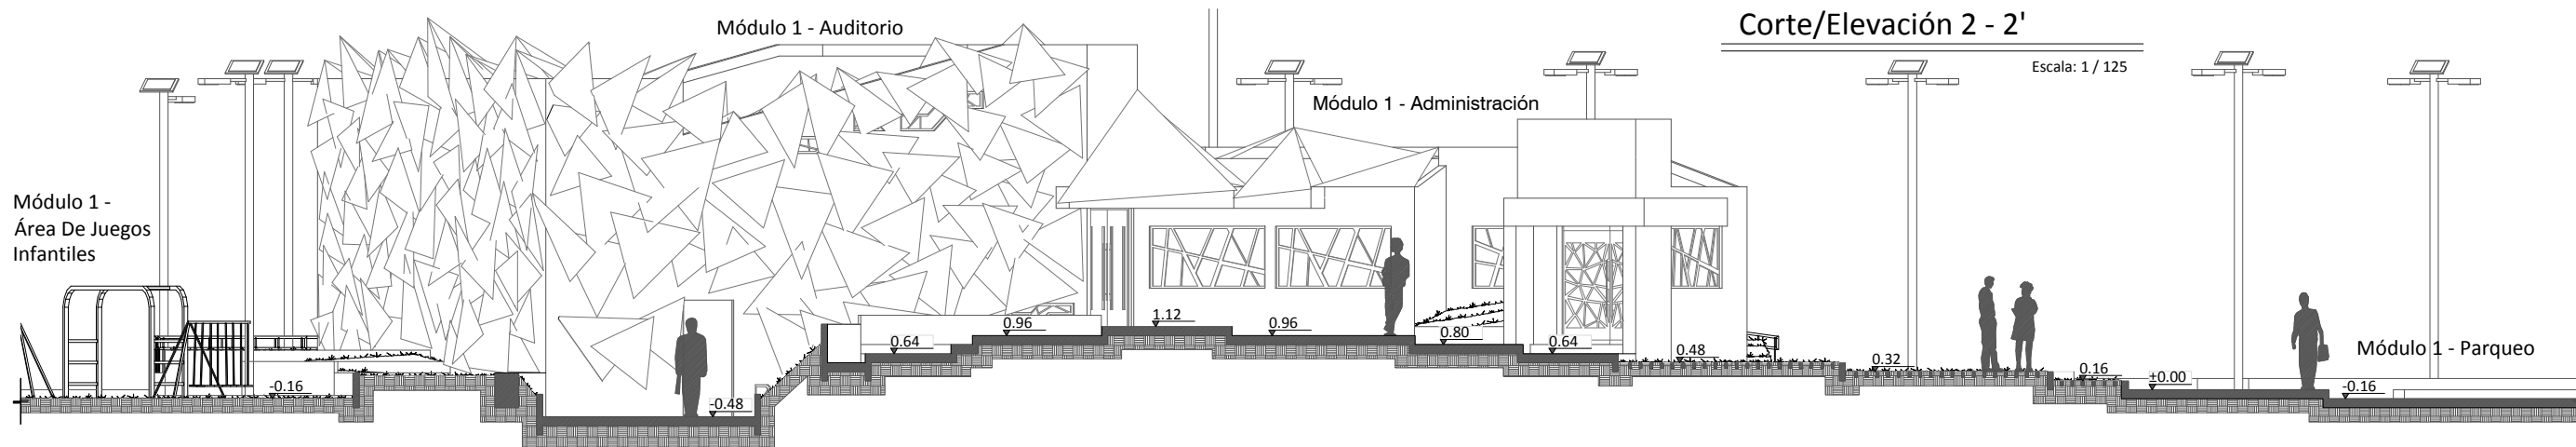 Corte/Elevación 2 - 2'
Escala: 1 / 125
Módulo 1 - Auditorio
Módulo 1 - Administración
Módulo 1 -
Área De Juegos
Infantiles
Módulo 1 - Parqueo
-0.16
-0.48
0.64
0.96
1.12
0.96
0.80
0.64
0.48
0.32
0.16
±0.00
-0.16